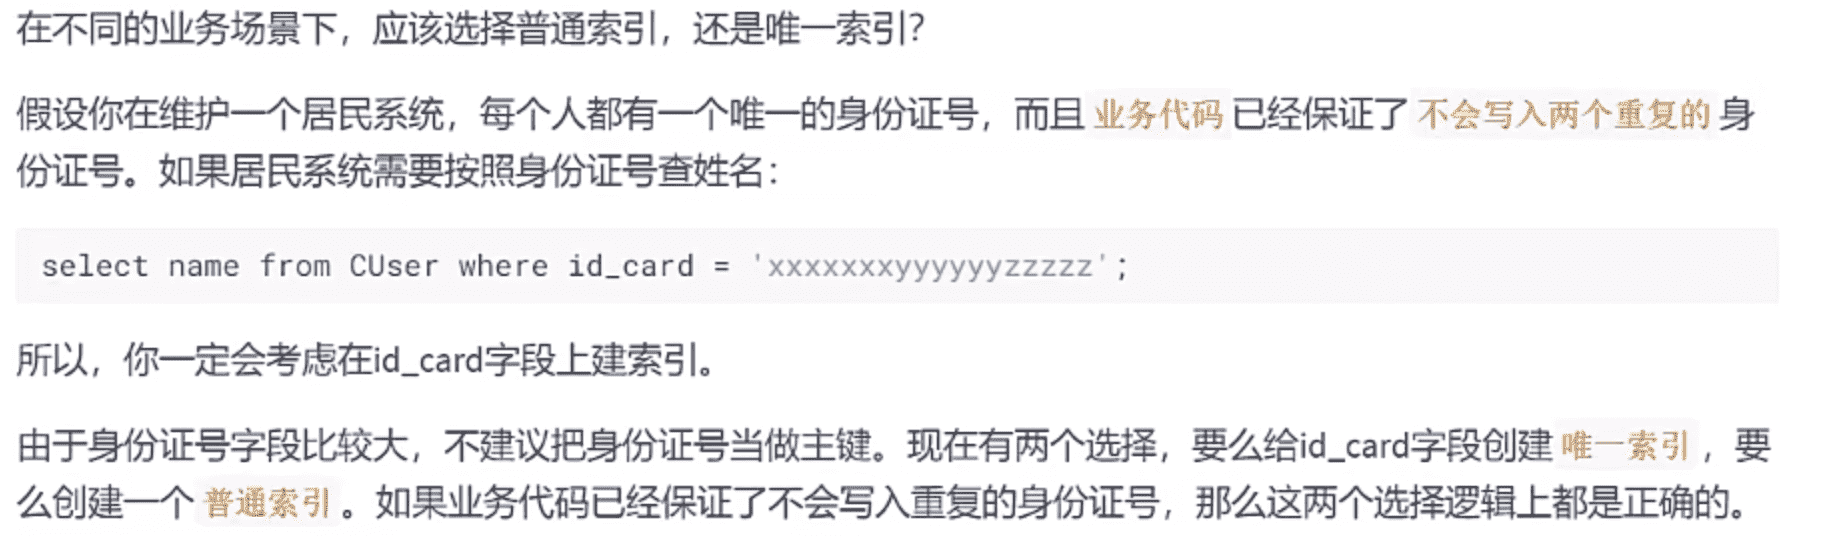 在不同的业务场景下，应该选择普通索引，还是唯一索引？
假设你在维护一个居民系统，每个人都有一个唯一的身份证号，而且 业务代码 已经保证了 不会写入两个重复的 身
份证号。如果居民系统需要按照身份证号查姓名：
select name from CUser where id_card = 'xxxxxxxyyyyyyzzzzz';
所以，你一定会考虑在id_card字段上建索引。
由于身份证号字段比较大，不建议把身份证号当做主键。现在有两个选择，要么给id_card字段创建 唯一索引 ，要
么创建一个 普通索引 。如果业务代码已经保证了不会写入重复的身份证号，那么这两个选择逻辑上都是正确的。